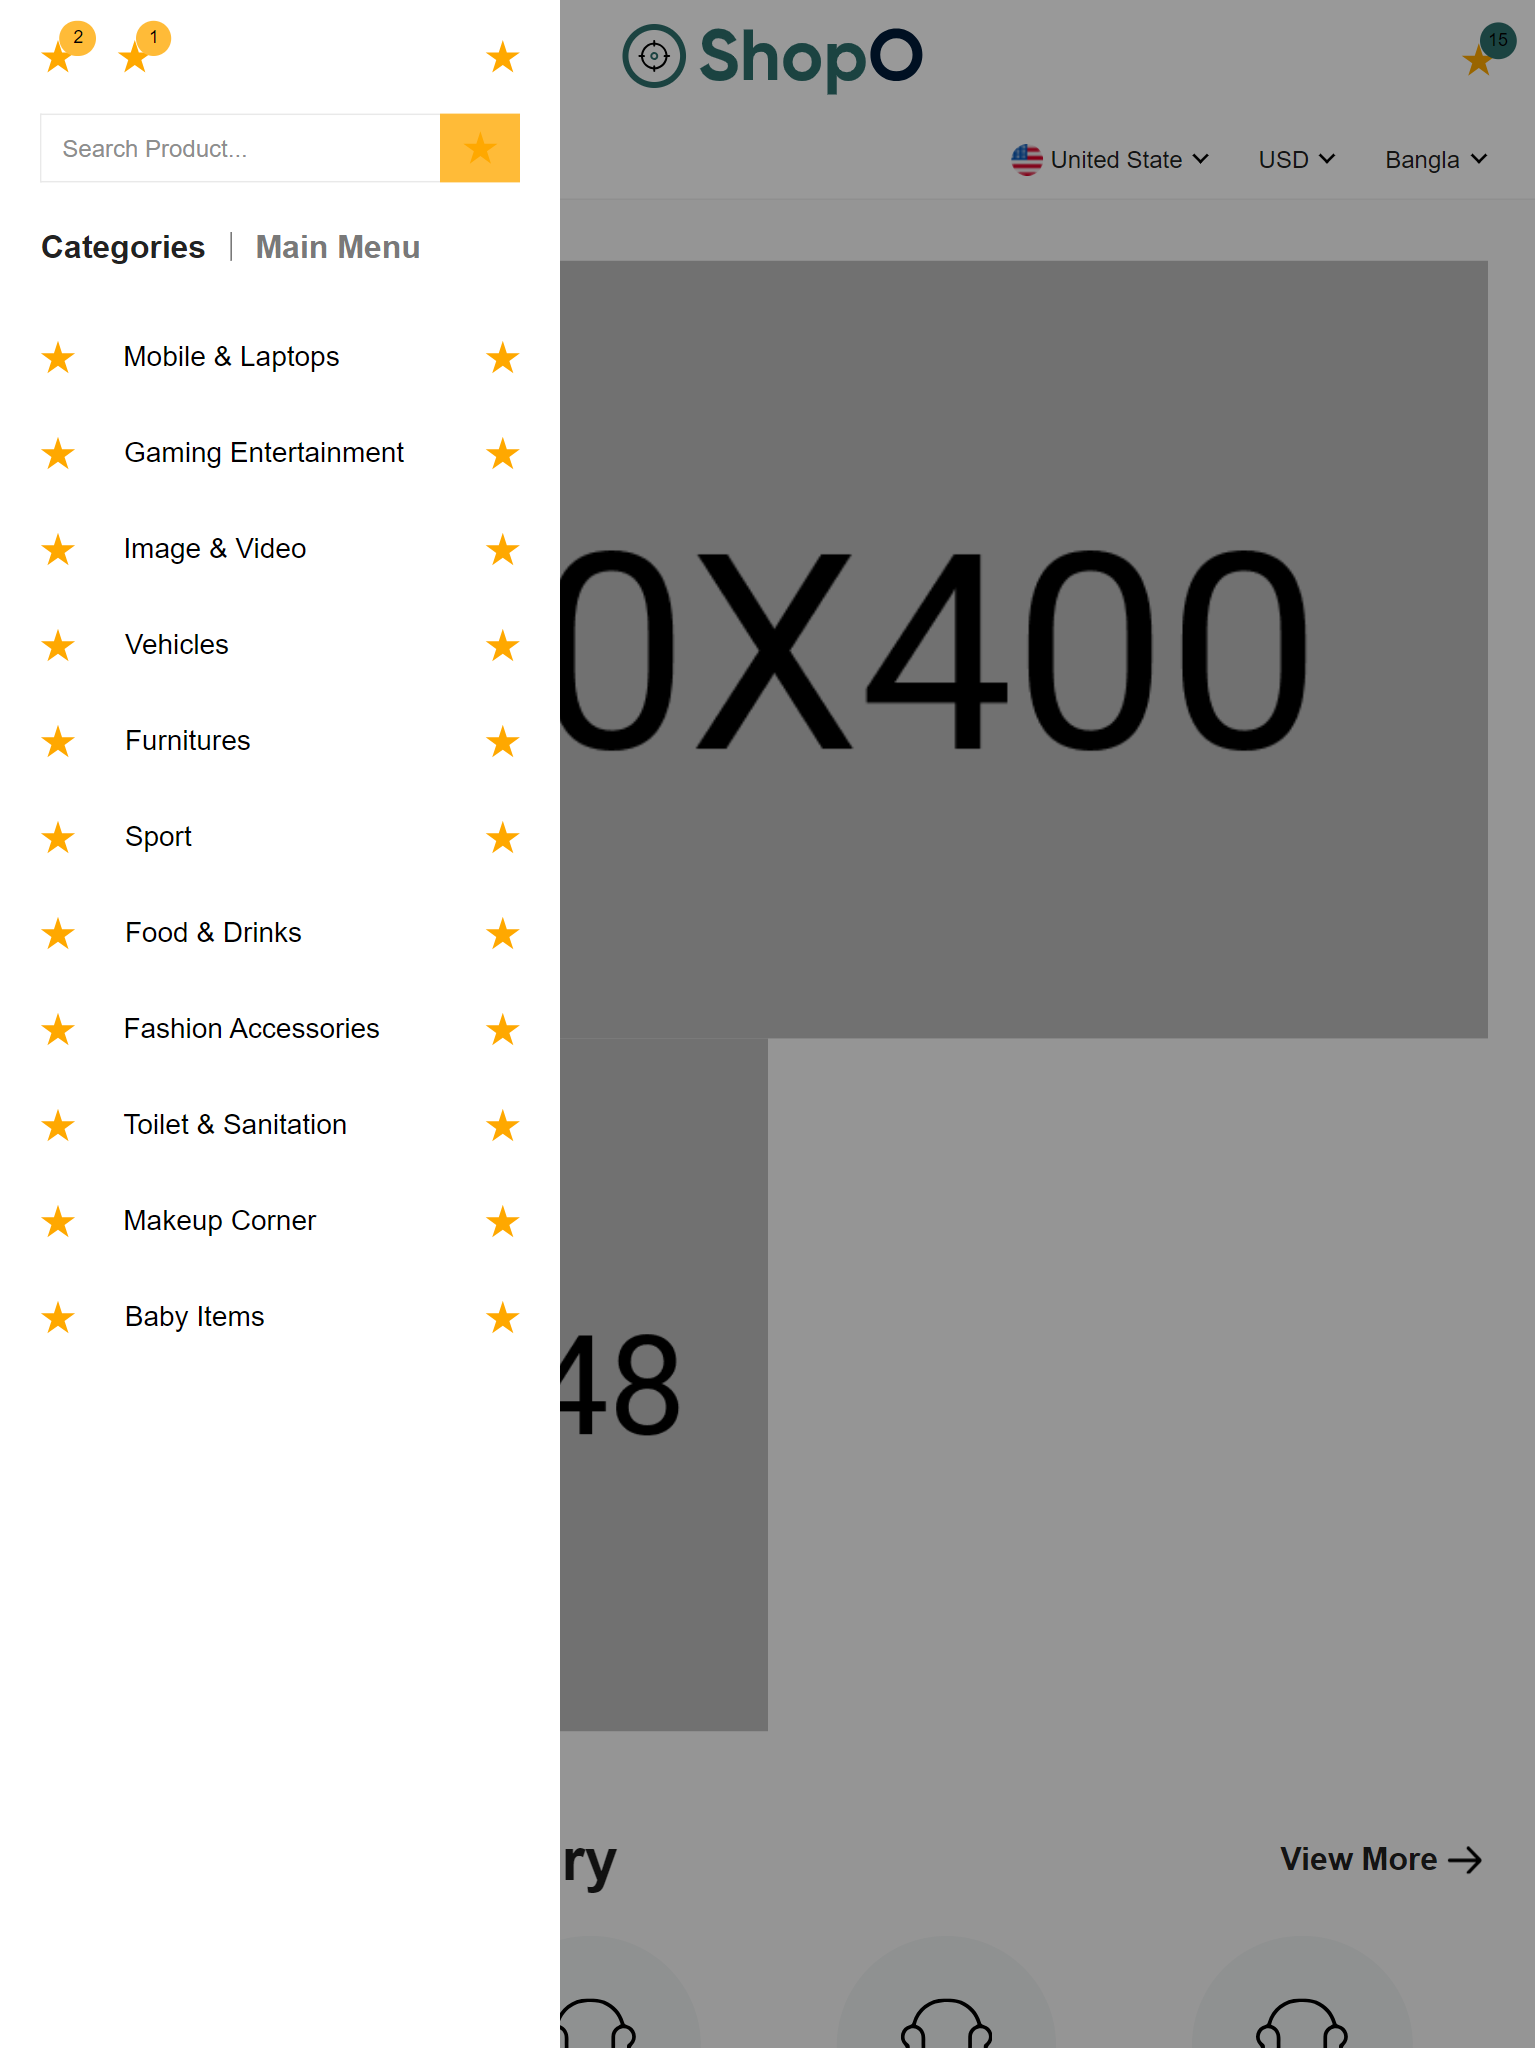 2
1
ShopO
15
Search Product...
United State
USD
Bangla
Categories
Main Menu
Mobile & Laptops
Gaming Entertainment
Image & Video
Vehicles
Furnitures
Sport
Food & Drinks
Fashion Accessories
Toilet & Sanitation
Makeup Corner
Baby Items
0X400
48
ry
View More